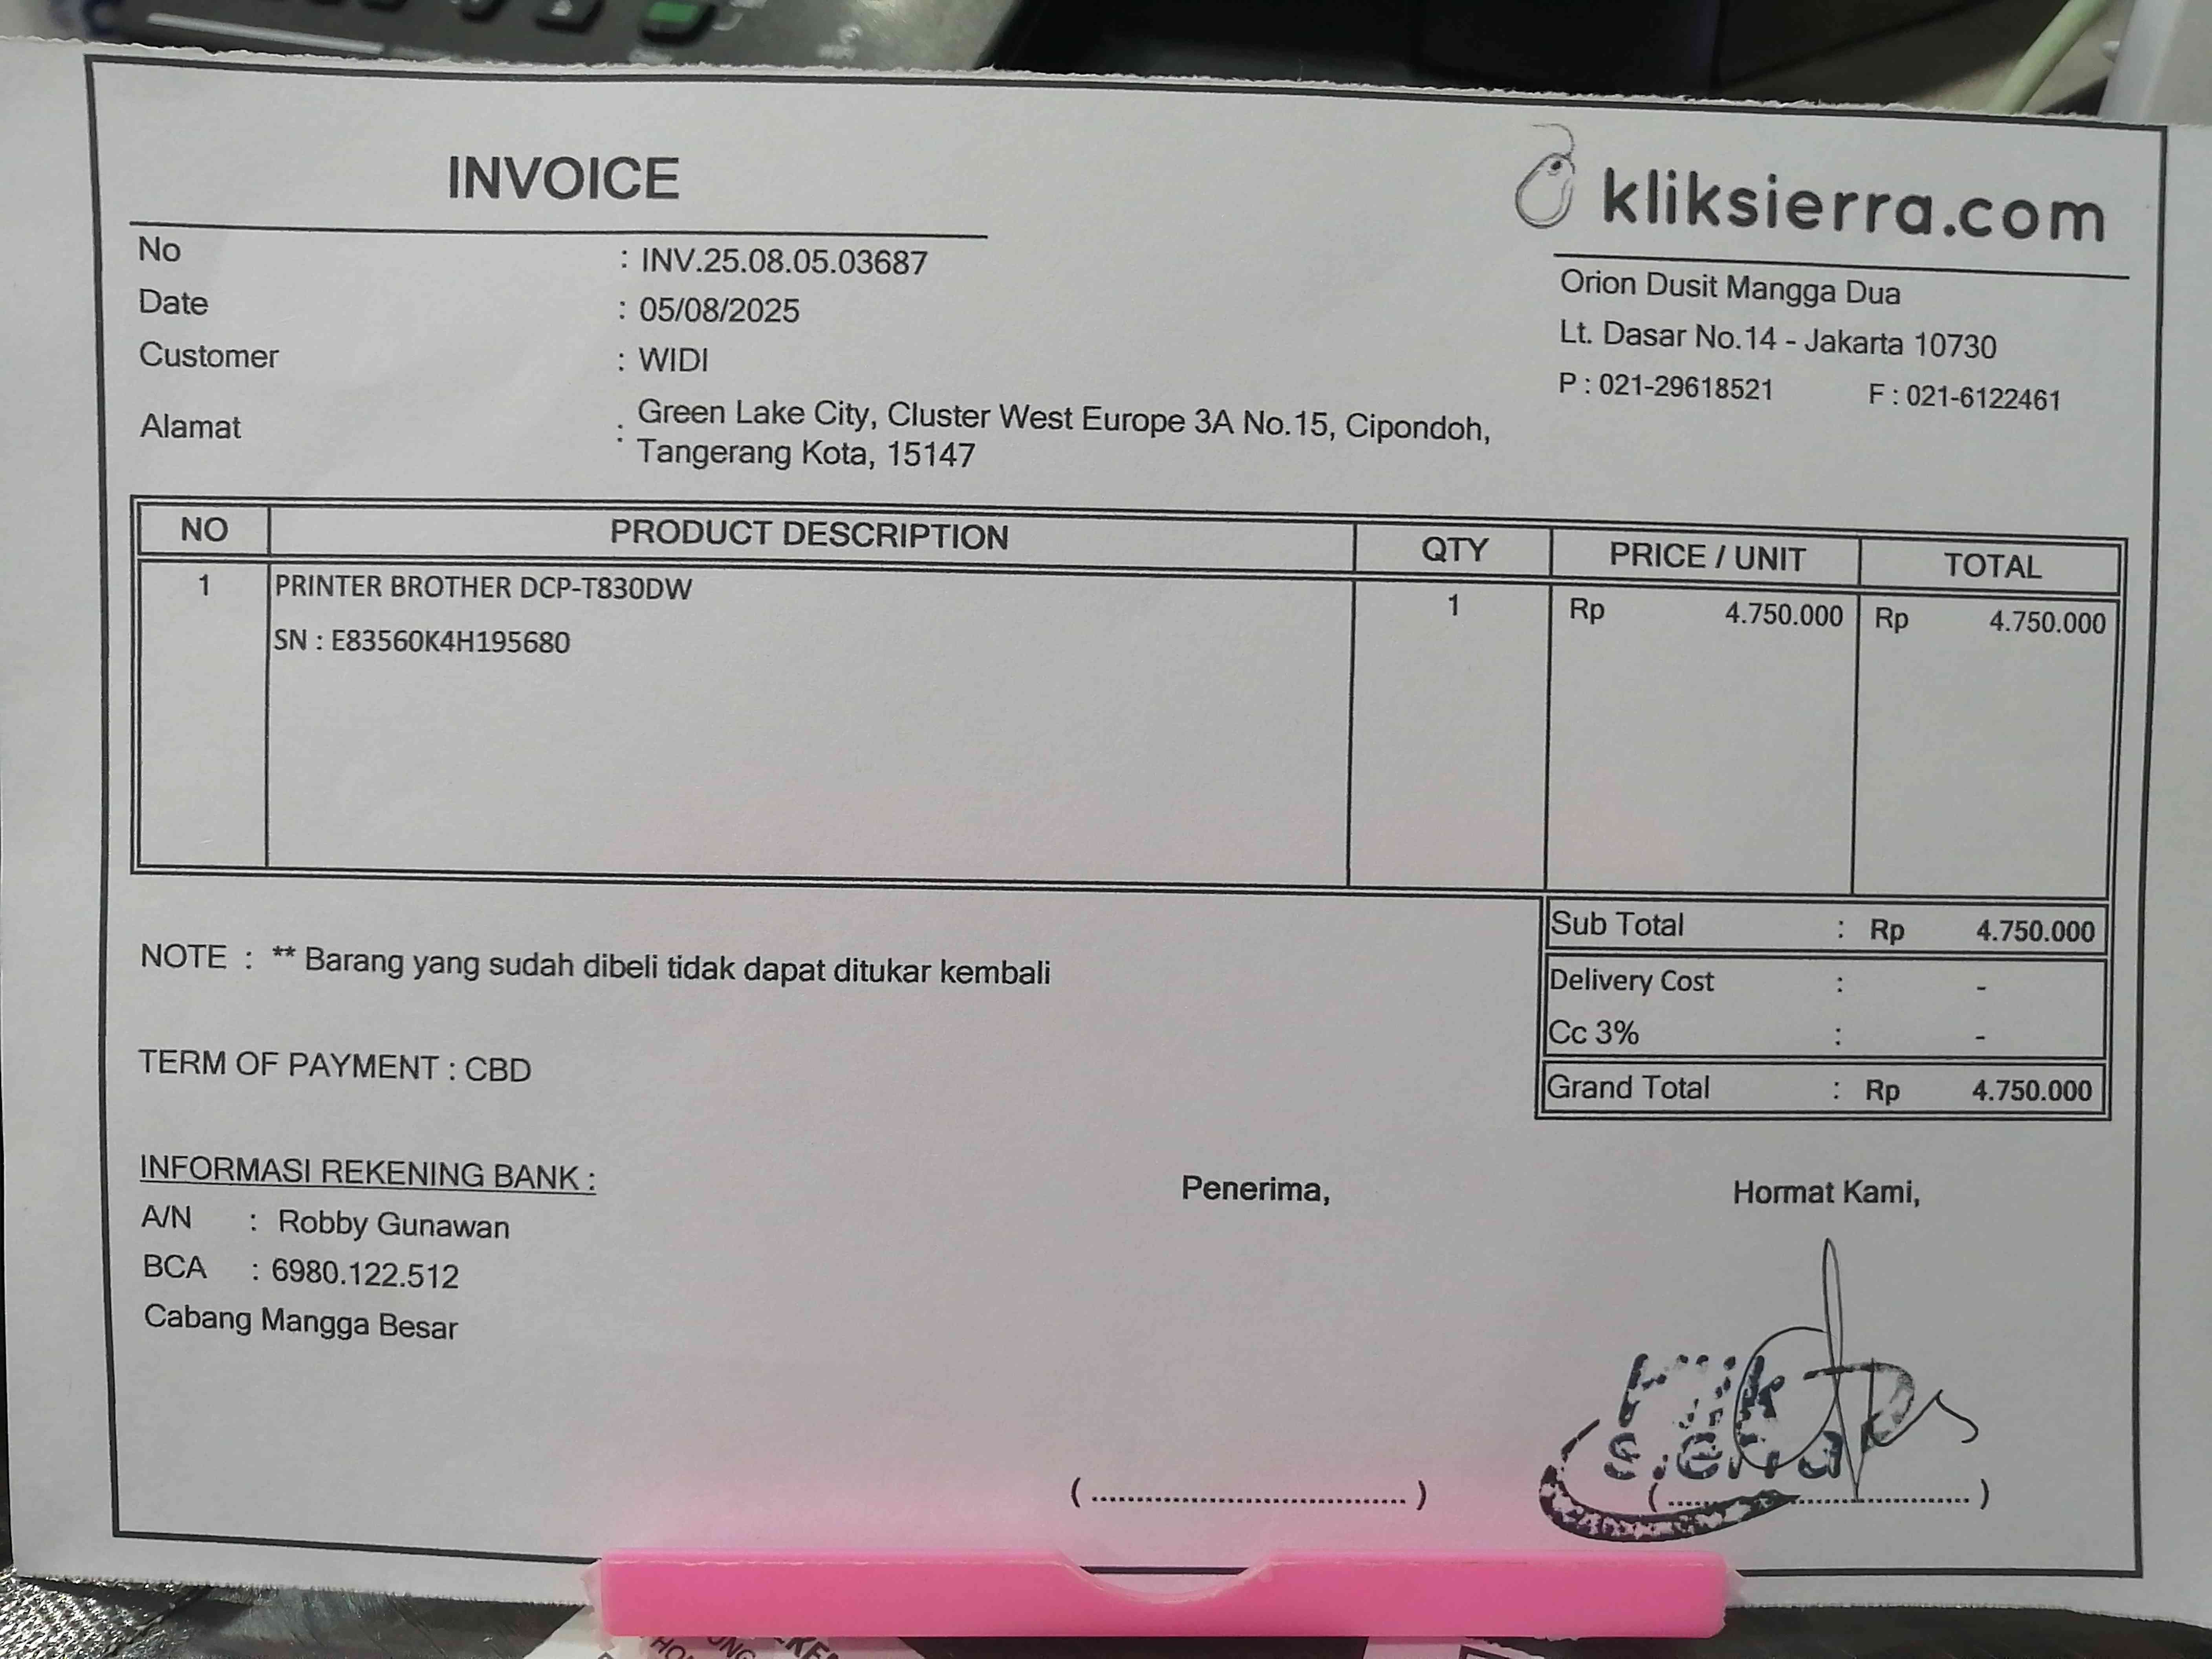 INVOICE
kliksierra.com
Orion Dusit Mangga Dua
Lt. Dasar No.14 - Jakarta 10730
P : 021-29618521 F : 021-6122461
No : INV.25.08.05.03687
Date : 05/08/2025
Customer : WIDI
Alamat : Green Lake City, Cluster West Europe 3A No.15, Cipondoh,
Tangerang Kota, 15147
NO PRODUCT DESCRIPTION QTY PRICE / UNIT TOTAL
1 PRINTER BROTHER DCP-T830DW 1 Rp 4.750.000 Rp 4.750.000
SN : E83560K4H195680
Sub Total : Rp 4.750.000
Delivery Cost : -
Cc 3% : -
Grand Total : Rp 4.750.000
NOTE : ** Barang yang sudah dibeli tidak dapat ditukar kembali
TERM OF PAYMENT : CBD
INFORMASI REKENING BANK :
A/N : Robby Gunawan
BCA : 6980.122.512
Cabang Mangga Besar
Penerima,
Hormat Kami,
Klik
sierra
( ................................ )
( ................................ )